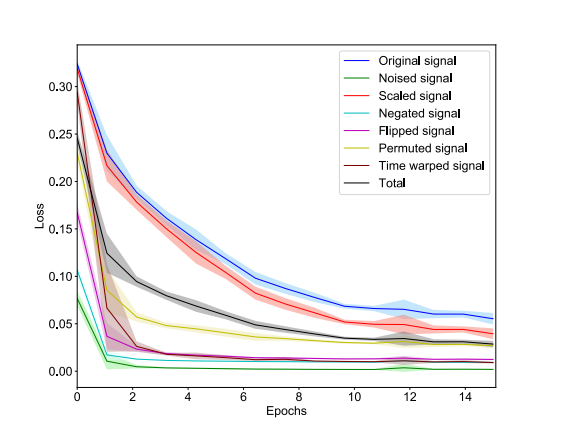 Original signal
Noised signal
Scaled signal
Negated signal
Flipped signal
Permuted signal
Time warped signal
Total
Loss
0.30
0.25
0.20
0.15
0.10
0.05
0.00
0 2 4 6 8 10 12 14
Epochs